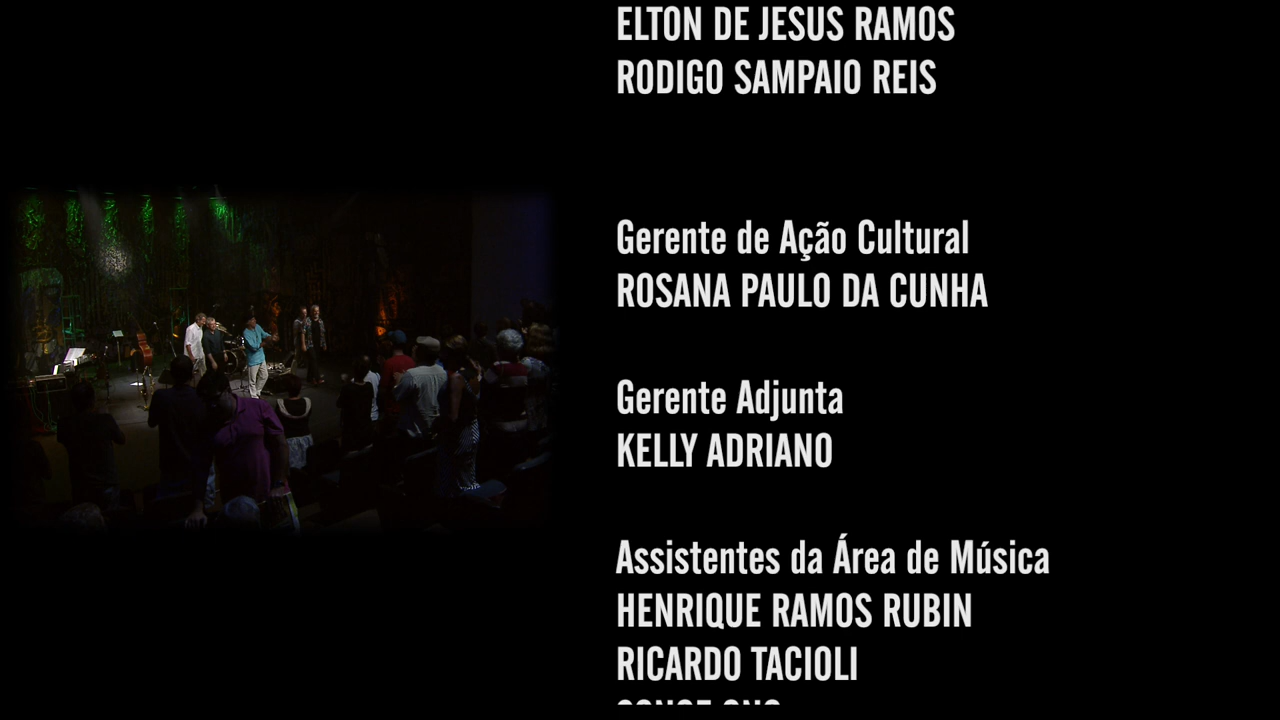 ELTON DE JESUS RAMOS
RODIGO SAMPAIO REIS
Gerente de Ação Cultural
ROSANA PAULO DA CUNHA
Gerente Adjunta
KELLY ADRIANO
Assistentes da Área de Música
HENRIQUE RAMOS RUBIN
RICARDO TACIOLI